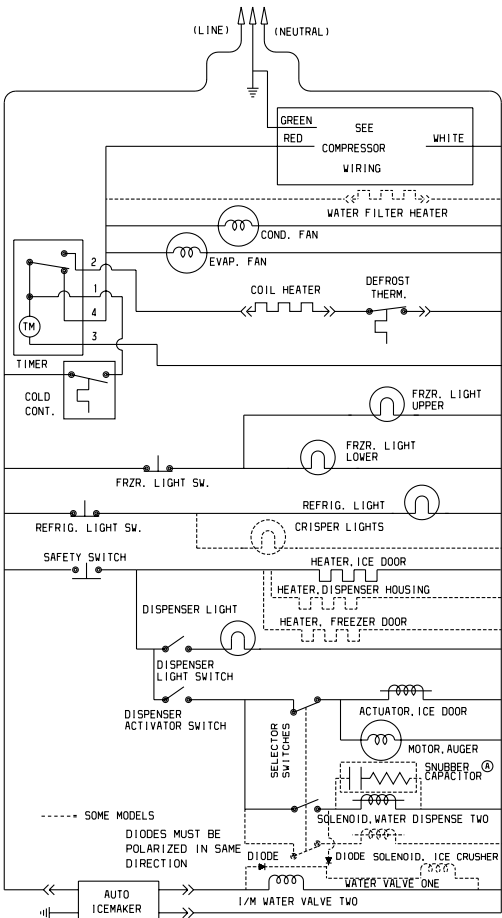 (LINE)
(NEUTRAL)
GREEN
SEE
RED
COMPRESSOR
WHITE
WIRING
WATER FILTER HEATER
COND. FAN
EVAP. FAN
2
COIL HEATER
DEFROST
THERM.
1
4
TM
3
TIMER
COLD
CONT.
FRZR. LIGHT
UPPER
FRZR. LIGHT
LOWER
FRZR. LIGHT SW.
REFRIG. LIGHT
REFRIG. LIGHT SW.
CRISPER LIGHTS
SAFETY SWITCH
HEATER, ICE DOOR
HEATER, DISPENSER HOUSING
DISPENSER LIGHT
HEATER, FREEZER DOOR
DISPENSER
LIGHT SWITCH
DISPENSER
ACTIVATOR SWITCH
ACTUATOR, ICE DOOR
SELECTOR
SWITCHES
MOTOR, AUGER
SNUBBER
CAPACITOR
A
SOLENOID, WATER DISPENSE TWO
---- SOME MODELS
DIODES MUST BE
POLARIZED IN SAME
DIRECTION
DIODE
DIODE
SOLENOID, ICE CRUSHER
WATER VALVE ONE
AUTO
ICEMAKER
I/M WATER VALVE TWO